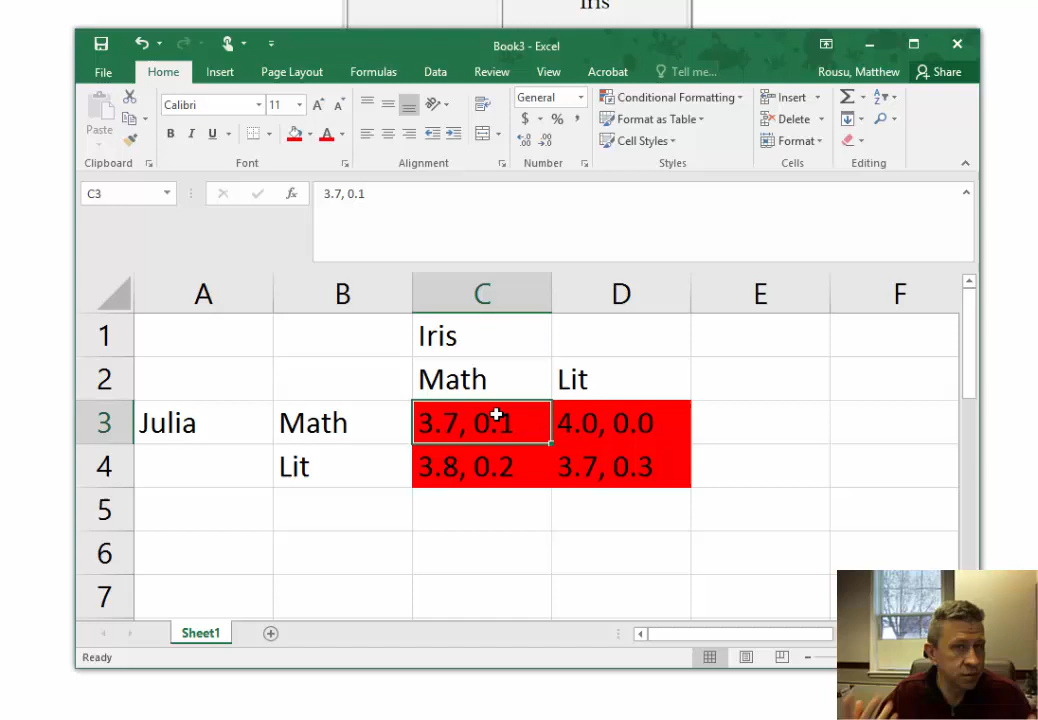 Iris
Book3 - Excel
File Home Insert Page Layout Formulas Data Review View Acrobat Tell me... Rousu, Matthew Share
Paste
Calibri 11
B I U
General
$ % ,
Conditional Formatting
Format as Table
Cell Styles
Insert
Delete
Format
Clipboard Font Alignment Number Styles Cells Editing
C3 fx 3.7, 0.1
A B C D E F
1 Iris
2 Math Lit
3 Julia Math 3.7, 0.1 4.0, 0.0
4 Lit 3.8, 0.2 3.7, 0.3
5
6
7
Sheet1
Ready